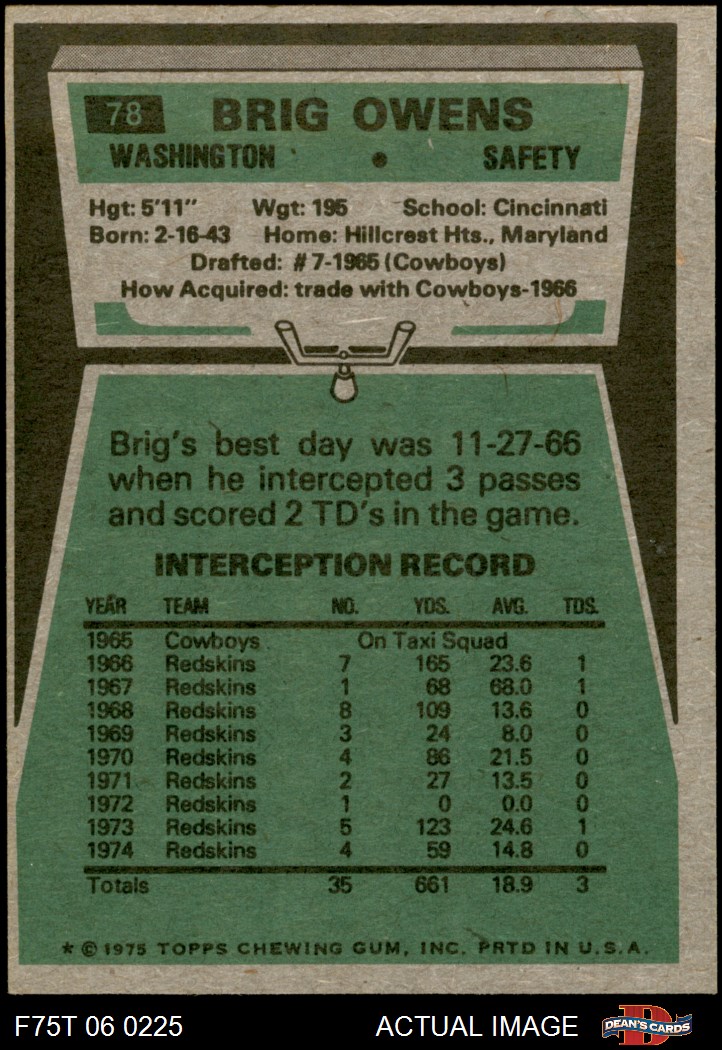 78 BRIG OWENS
WASHINGTON • SAFETY
Hgt: 5'11" Wgt: 195 School: Cincinnati
Born: 2-16-43 Home: Hillcrest Hts., Maryland
Drafted: #7-1965 (Cowboys)
How Acquired: trade with Cowboys-1966
Brig's best day was 11-27-66
when he intercepted 3 passes
and scored 2 TD's in the game.
INTERCEPTION RECORD
YEAR TEAM NO. YDS. AVG. TDS.
1965 Cowboys On Taxi Squad
1966 Redskins 7 165 23.6 1
1967 Redskins 1 68 68.0 1
1968 Redskins 8 109 13.6 0
1969 Redskins 3 24 8.0 0
1970 Redskins 4 86 21.5 0
1971 Redskins 2 27 13.5 0
1972 Redskins 1 0 0.0 0
1973 Redskins 5 123 24.6 1
1974 Redskins 4 59 14.8 0
Totals 35 661 18.9 3
* © 1975 TOPPS CHEWING GUM, INC. PRTD IN U.S.A.
F75T 06 0225 ACTUAL IMAGE D DEAN'S CARDS